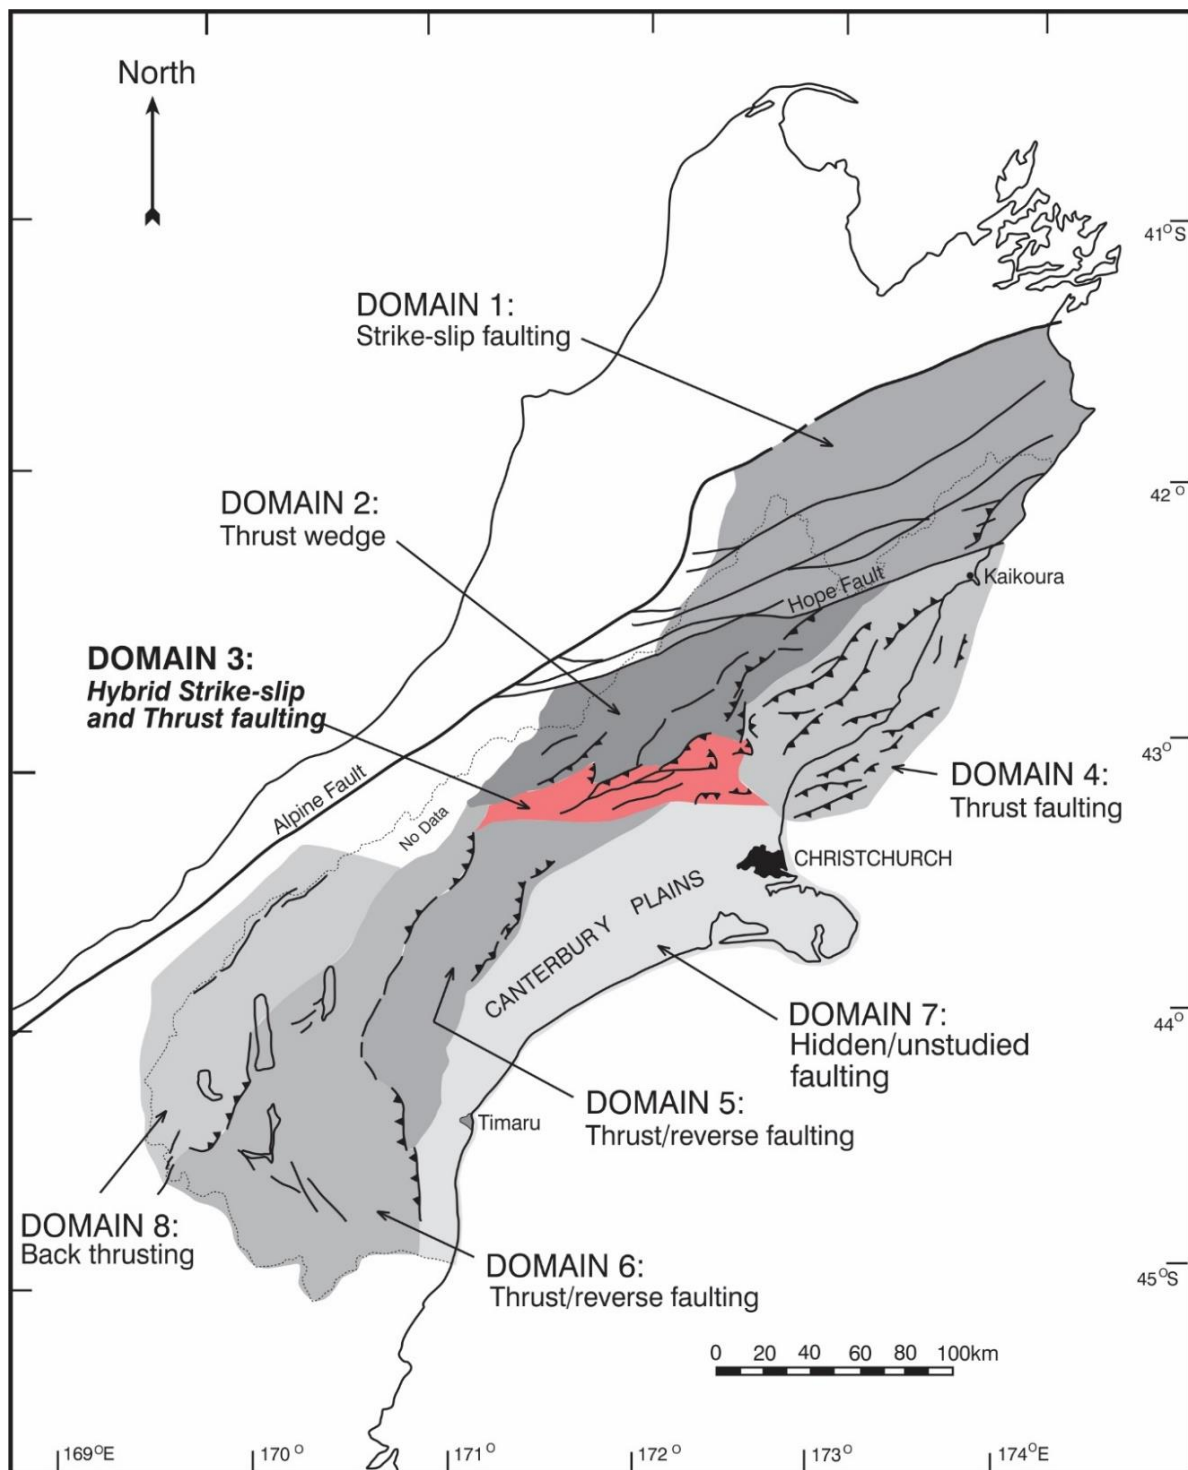 North
41°S
DOMAIN 1:
Strike-slip faulting
42°
DOMAIN 2:
Thrust wedge
Hope Fault
Kaikoura
DOMAIN 3:
Hybrid Strike-slip
and Thrust faulting
43°
DOMAIN 4:
Thrust faulting
Alpine Fault
No Data
CHRISTCHURCH
CANTERBURY PLAINS
44°
DOMAIN 7:
Hidden/unstudied
faulting
DOMAIN 5:
Thrust/reverse faulting
Timaru
DOMAIN 8:
Back thrusting
DOMAIN 6:
Thrust/reverse faulting
45°S
0 20 40 60 80 100km
169°E 170° 171° 172° 173° 174°E